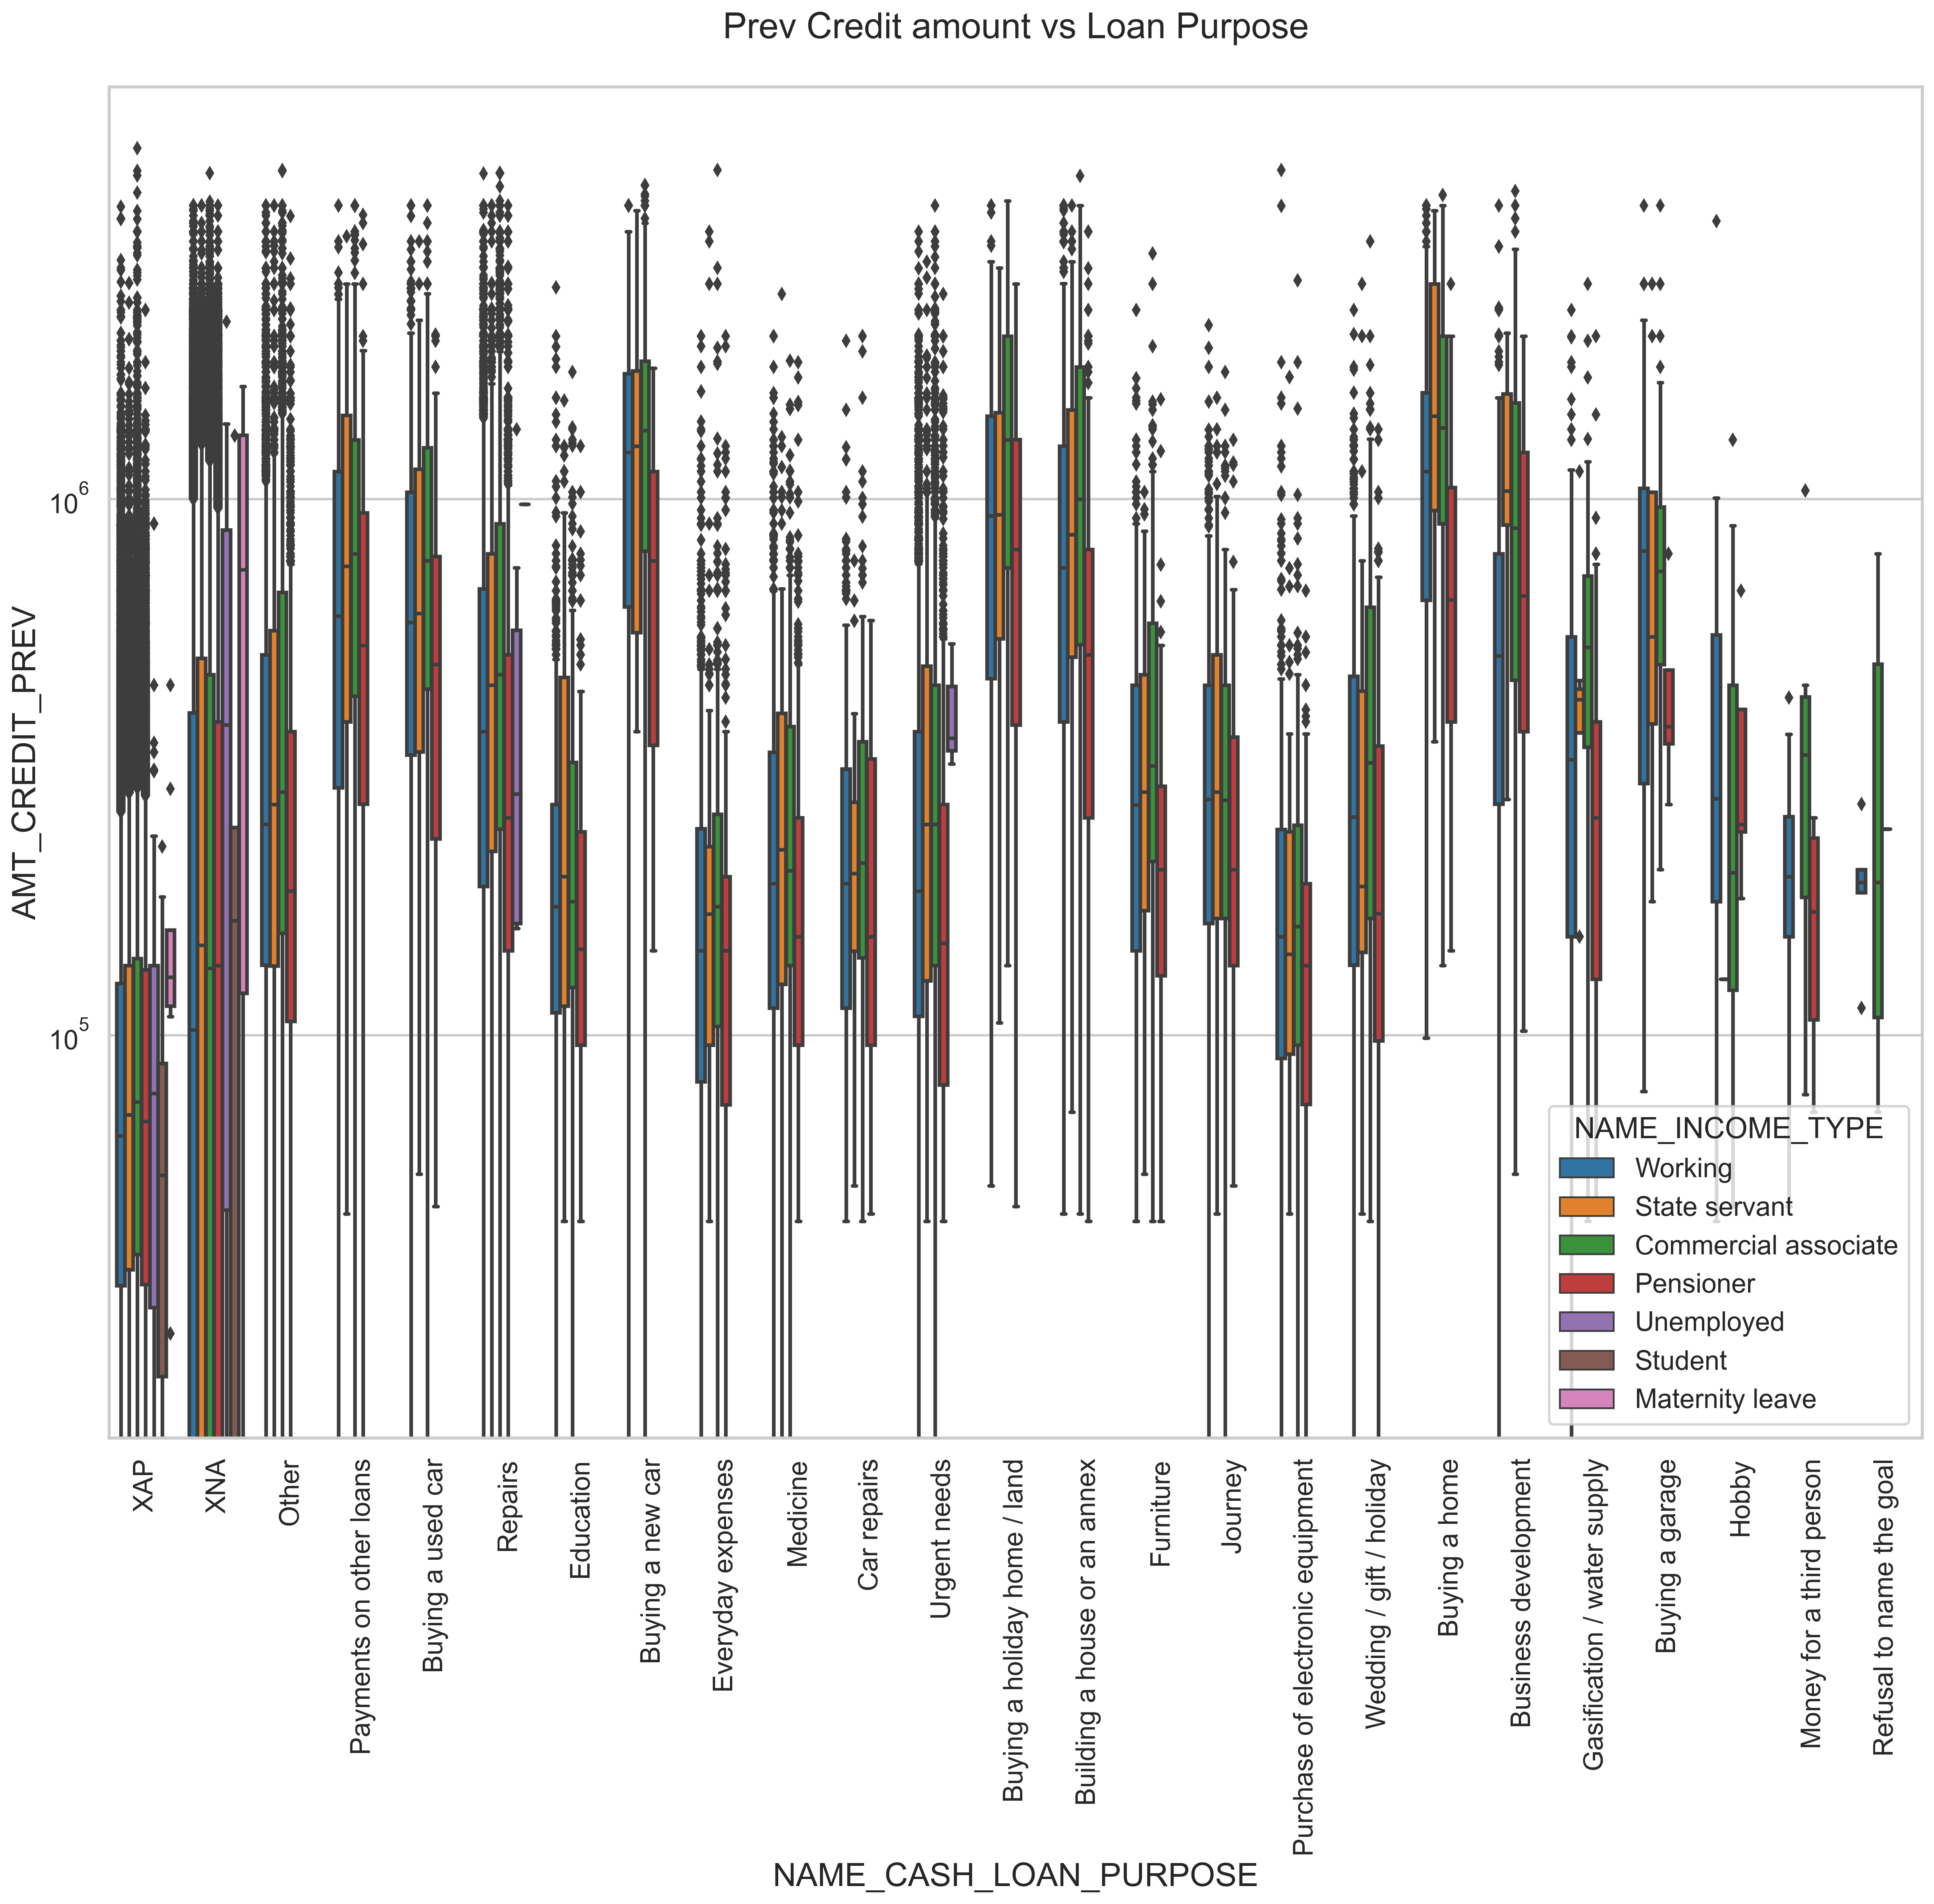 Prev Credit amount vs Loan Purpose
AMT_CREDIT_PREV
10^6
10^5
NAME_INCOME_TYPE
Working
State servant
Commercial associate
Pensioner
Unemployed
Student
Maternity leave
XAP
XNA
Other
Payments on other loans
Buying a used car
Repairs
Education
Buying a new car
Everyday expenses
Medicine
Car repairs
Urgent needs
Buying a holiday home / land
Building a house or an annex
Furniture
Journey
Purchase of electronic equipment
Wedding / gift / holiday
Buying a home
Business development
Gasification / water supply
Buying a garage
Hobby
Money for a third person
Refusal to name the goal
NAME_CASH_LOAN_PURPOSE